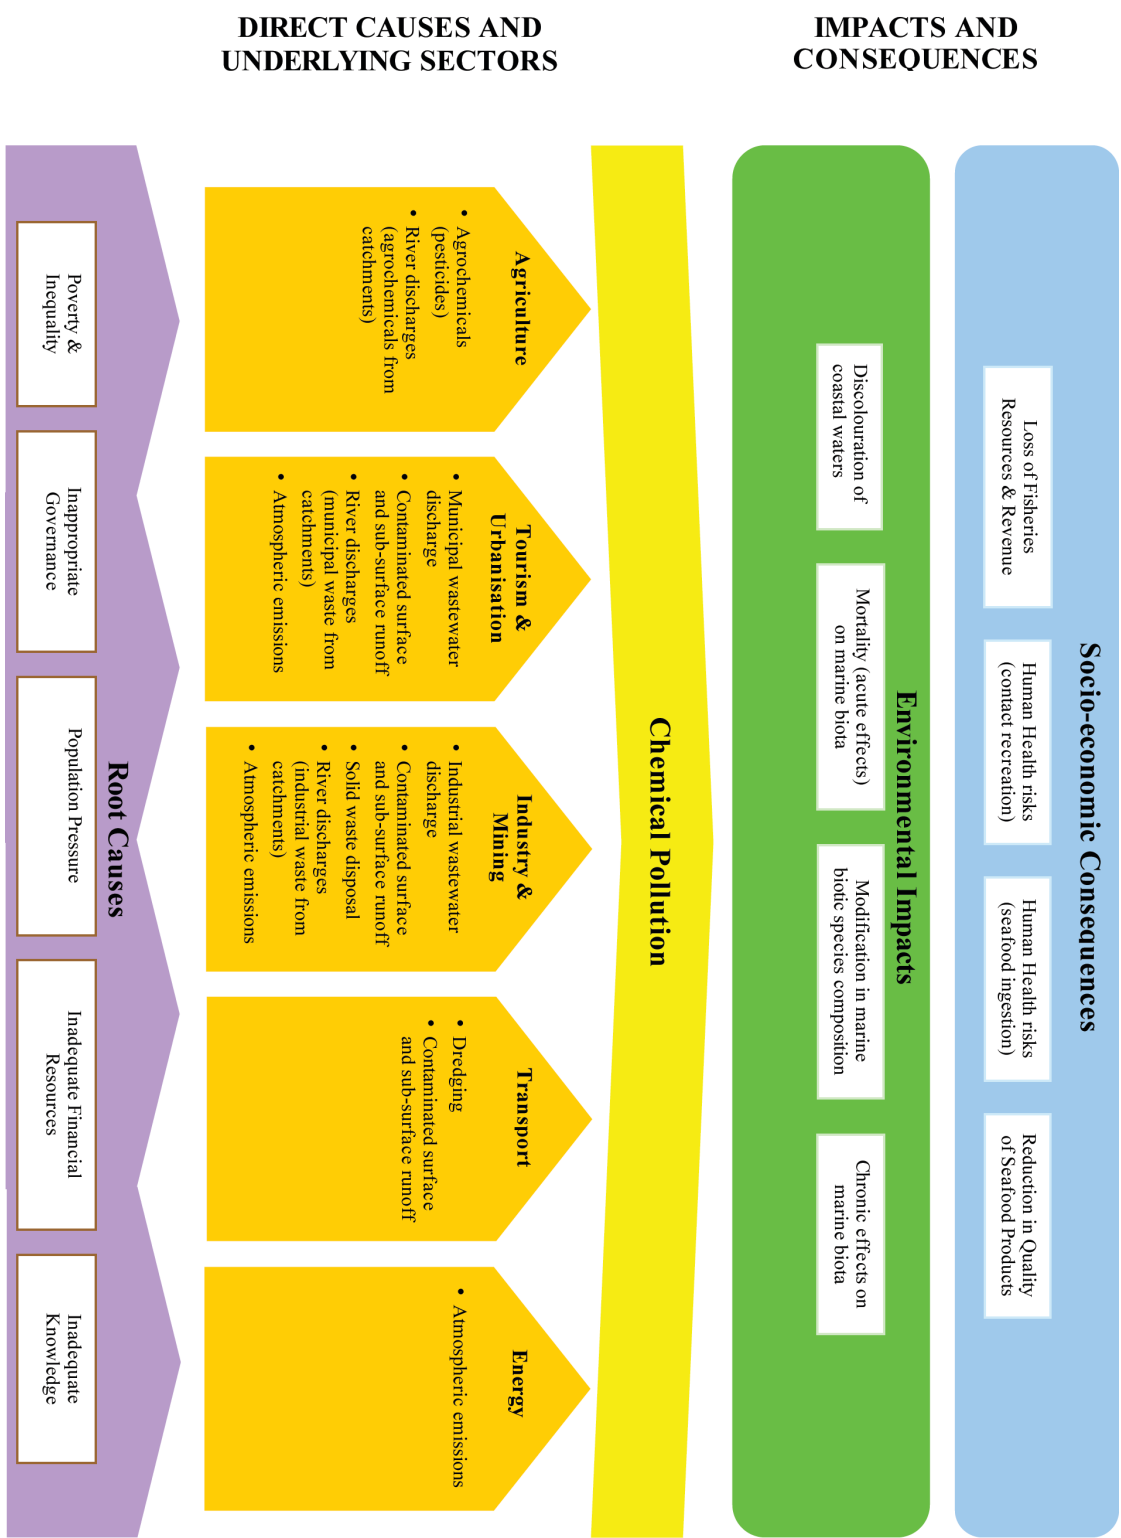 DIRECT CAUSES AND
UNDERLYING SECTORS
IMPACTS AND
CONSEQUENCES
Socio-economic Consequences
Loss of Fisheries
Resources & Revenue
Human Health risks
(contact recreation)
Human Health risks
(seafood ingestion)
Reduction in Quality
of Seafood Products
Environmental Impacts
Discolouration of
coastal waters
Mortality (acute effects)
on marine biota
Modification in marine
biotic species composition
Chronic effects on
marine biota
Chemical Pollution
Agriculture
• Agrochemicals
(pesticides)
• River discharges
(agrochemicals from
catchments)
Tourism &
Urbanisation
• Municipal wastewater
discharge
• Contaminated surface
and sub-surface runoff
• River discharges
(municipal waste from
catchments)
• Atmospheric emissions
Industry &
Mining
• Industrial wastewater
discharge
• Contaminated surface
and sub-surface runoff
• Solid waste disposal
• River discharges
(industrial waste from
catchments)
• Atmospheric emissions
Transport
• Dredging
• Contaminated surface
and sub-surface runoff
Energy
• Atmospheric emissions
Root Causes
Poverty &
Inequality
Inappropriate
Governance
Population Pressure
Inadequate Financial
Resources
Inadequate
Knowledge